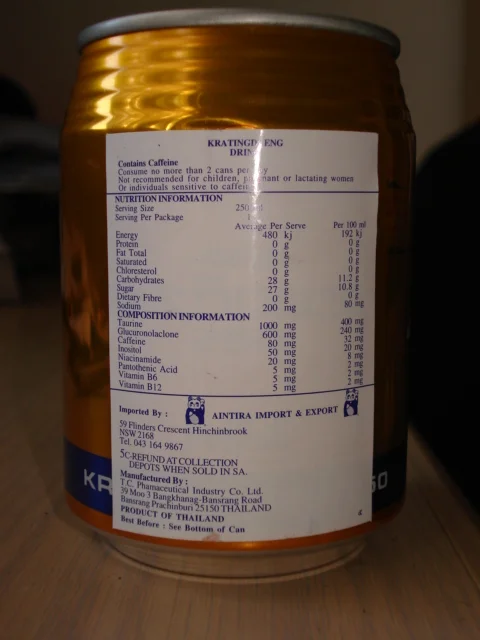 KRATINGDAENG
DRINK
Contains Caffeine
Consume no more than 2 cans per day
Not recommended for children, pregnant or lactating women
Or individuals sensitive to caffeine
NUTRITION INFORMATION
Serving Size 250 ml
Serving Per Package 1
Average Per Serve Per 100 ml
Energy 480 kj 192 kj
Protein 0 g 0 g
Fat Total 0 g 0 g
Saturated 0 g 0 g
Chloresterol 0 g 0 g
Carbohydrates 28 g 11.2 g
Sugar 27 g 10.8 g
Dietary Fibre 0 g 0 g
Sodium 200 mg 80 mg
COMPOSITION INFORMATION
Taurine 1000 mg 400 mg
Glucuronolaclone 600 mg 240 mg
Caffeine 80 mg 32 mg
Inositol 50 mg 20 mg
Niacinamide 20 mg 8 mg
Pantothenic Acid 5 mg 2 mg
Vitamin B6 5 mg 2 mg
Vitamin B12 5 mg 2 mg
Imported By : AINTIRA IMPORT & EXPORT
59 Flinders Crescent Hinchinbrook
NSW 2168
Tel. 043 164 9867
5C-REFUND AT COLLECTION
DEPOTS WHEN SOLD IN SA.
Manufactured By :
T.C. Phamaceutical Industry Co. Ltd.
39 Moo 3 Bangkhanag-Bansrang Road
Bansrang Prachinburi 25150 THAILAND
PRODUCT OF THAILAND
Best Before : See Bottom of Can
KR
50